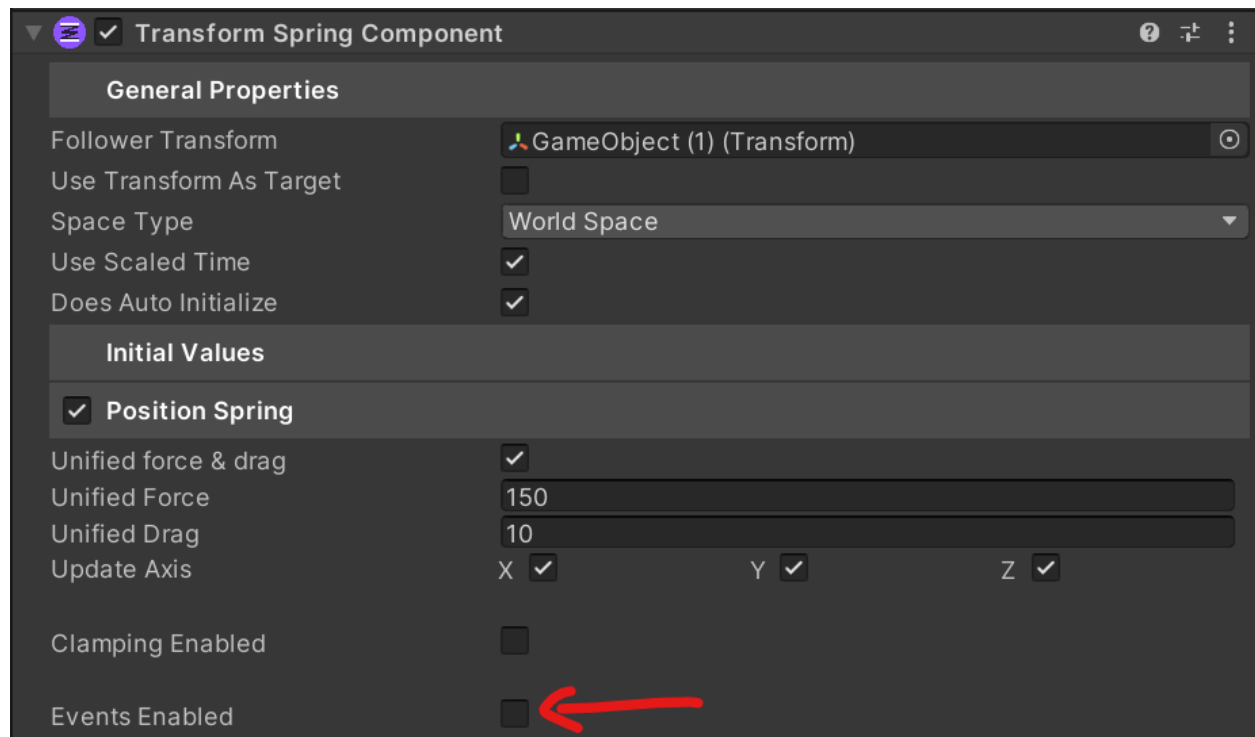 Transform Spring Component
General Properties
Follower Transform GameObject (1) (Transform)
Use Transform As Target
Space Type World Space
Use Scaled Time
Does Auto Initialize
Initial Values
Position Spring
Unified force & drag
Unified Force 150
Unified Drag 10
Update Axis X Y Z
Clamping Enabled
Events Enabled